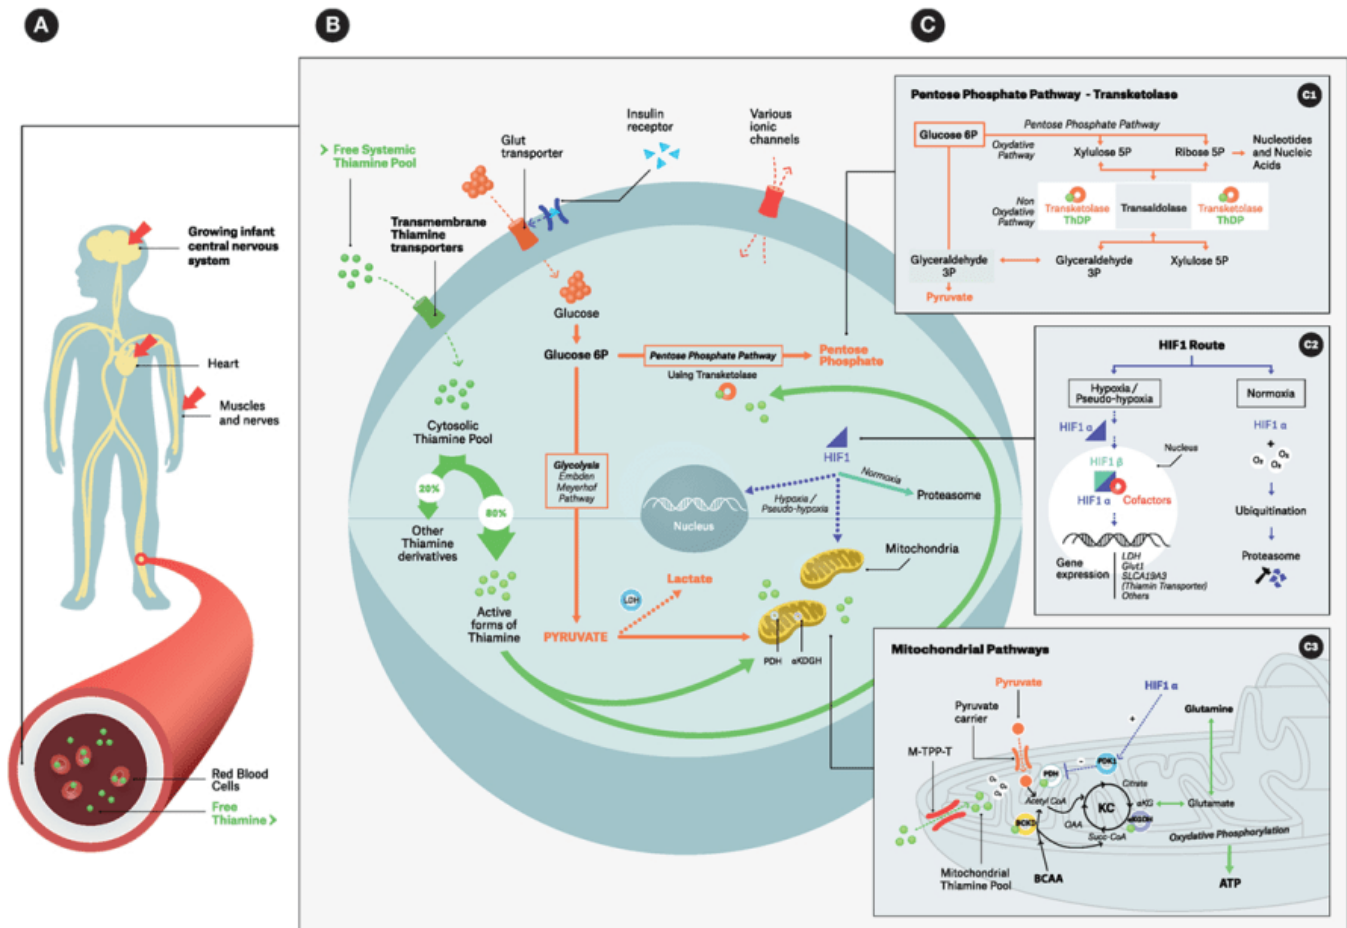 A
B
C
Growing infant
central nervous
system
Heart
Muscles
and nerves
Red Blood
Cells
Free
Thiamine >
> Free Systemic
Thiamine Pool
Transmembrane
Thiamine
transporters
Glut
transporter
Insulin
receptor
Various
ionic
channels
Glucose
Glucose 6P
Pentose Phosphate Pathway
Pentose
Phosphate
Using Transketolase
Cytosolic
Thiamine Pool
20%
80%
Other
Thiamine
derivatives
Active
forms of
Thiamine
Glycolysis
Embden
Meyerhof
Pathway
HIF1
Normoxia
Proteasome
Hypoxia /
Pseudo-hypoxia
Nucleus
Mitochondria
Lactate
LDH
PYRUVATE
PDH
αKDGH
Pentose Phosphate Pathway - Transketolase
C1
Glucose 6P
Pentose Phosphate Pathway
Oxydative
Pathway
Xylulose 5P
Ribose 5P
Nucleotides
and Nucleic
Acids
Non
Oxydative
Pathway
Transketolase
ThDP
Transaldolase
Transketolase
ThDP
Glyceraldehyde
3P
Glyceraldehyde
3P
Xylulose 5P
Pyruvate
HIF1 Route
C2
Hypoxia /
Pseudo-hypoxia
Normoxia
HIF1 α
HIF1 α
+
O₂
O₂
O₂
Nucleus
HIF1 β
HIF1 α
Cofactors
Ubiquitination
Proteasome
Gene
expression
LDH
Glut1
SLCA19A3
(Thiamin Transporter)
Others
Mitochondrial Pathways
C3
Pyruvate
HIF1 α
Pyruvate
carrier
Glutamine
M-TPP-T
+
-
O₂
O₂
O₂
PDH
PDK1
Citrate
Acetyl CoA
KC
αKG
Glutamate
OAA
BCKD
αKGDH
Succ-CoA
Oxydative Phosphorylation
Mitochondrial
Thiamine Pool
BCAA
ATP